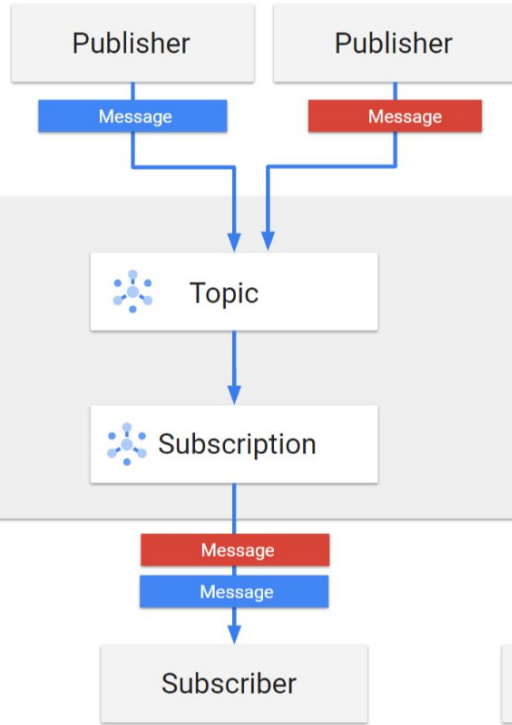 Publisher
Publisher
Message
Message
Topic
Subscription
Message
Message
Subscriber